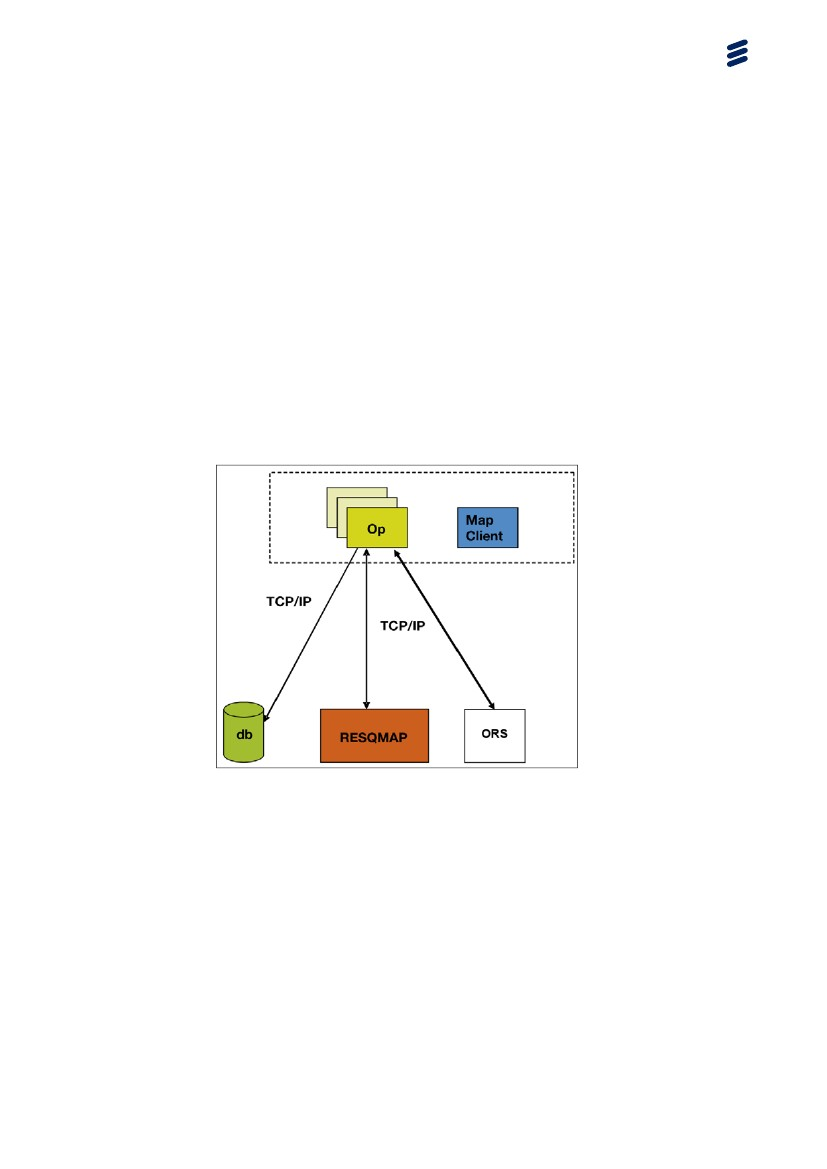 Op
Map
Client
TCP/IP
TCP/IP
db
RESQMAP
ORS